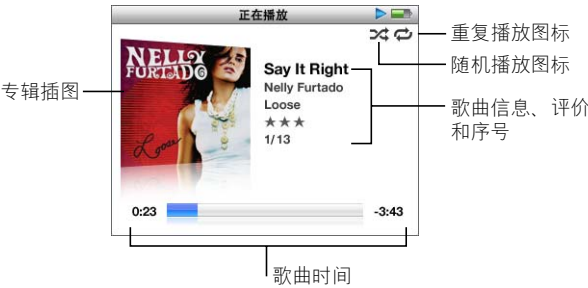 正在播放
重复播放图标
随机播放图标
专辑插图
NELLY
FURTADO
Loose
Say It Right
Nelly Furtado
Loose
★★★
1/13
歌曲信息、评价
和序号
0:23
-3:43
歌曲时间